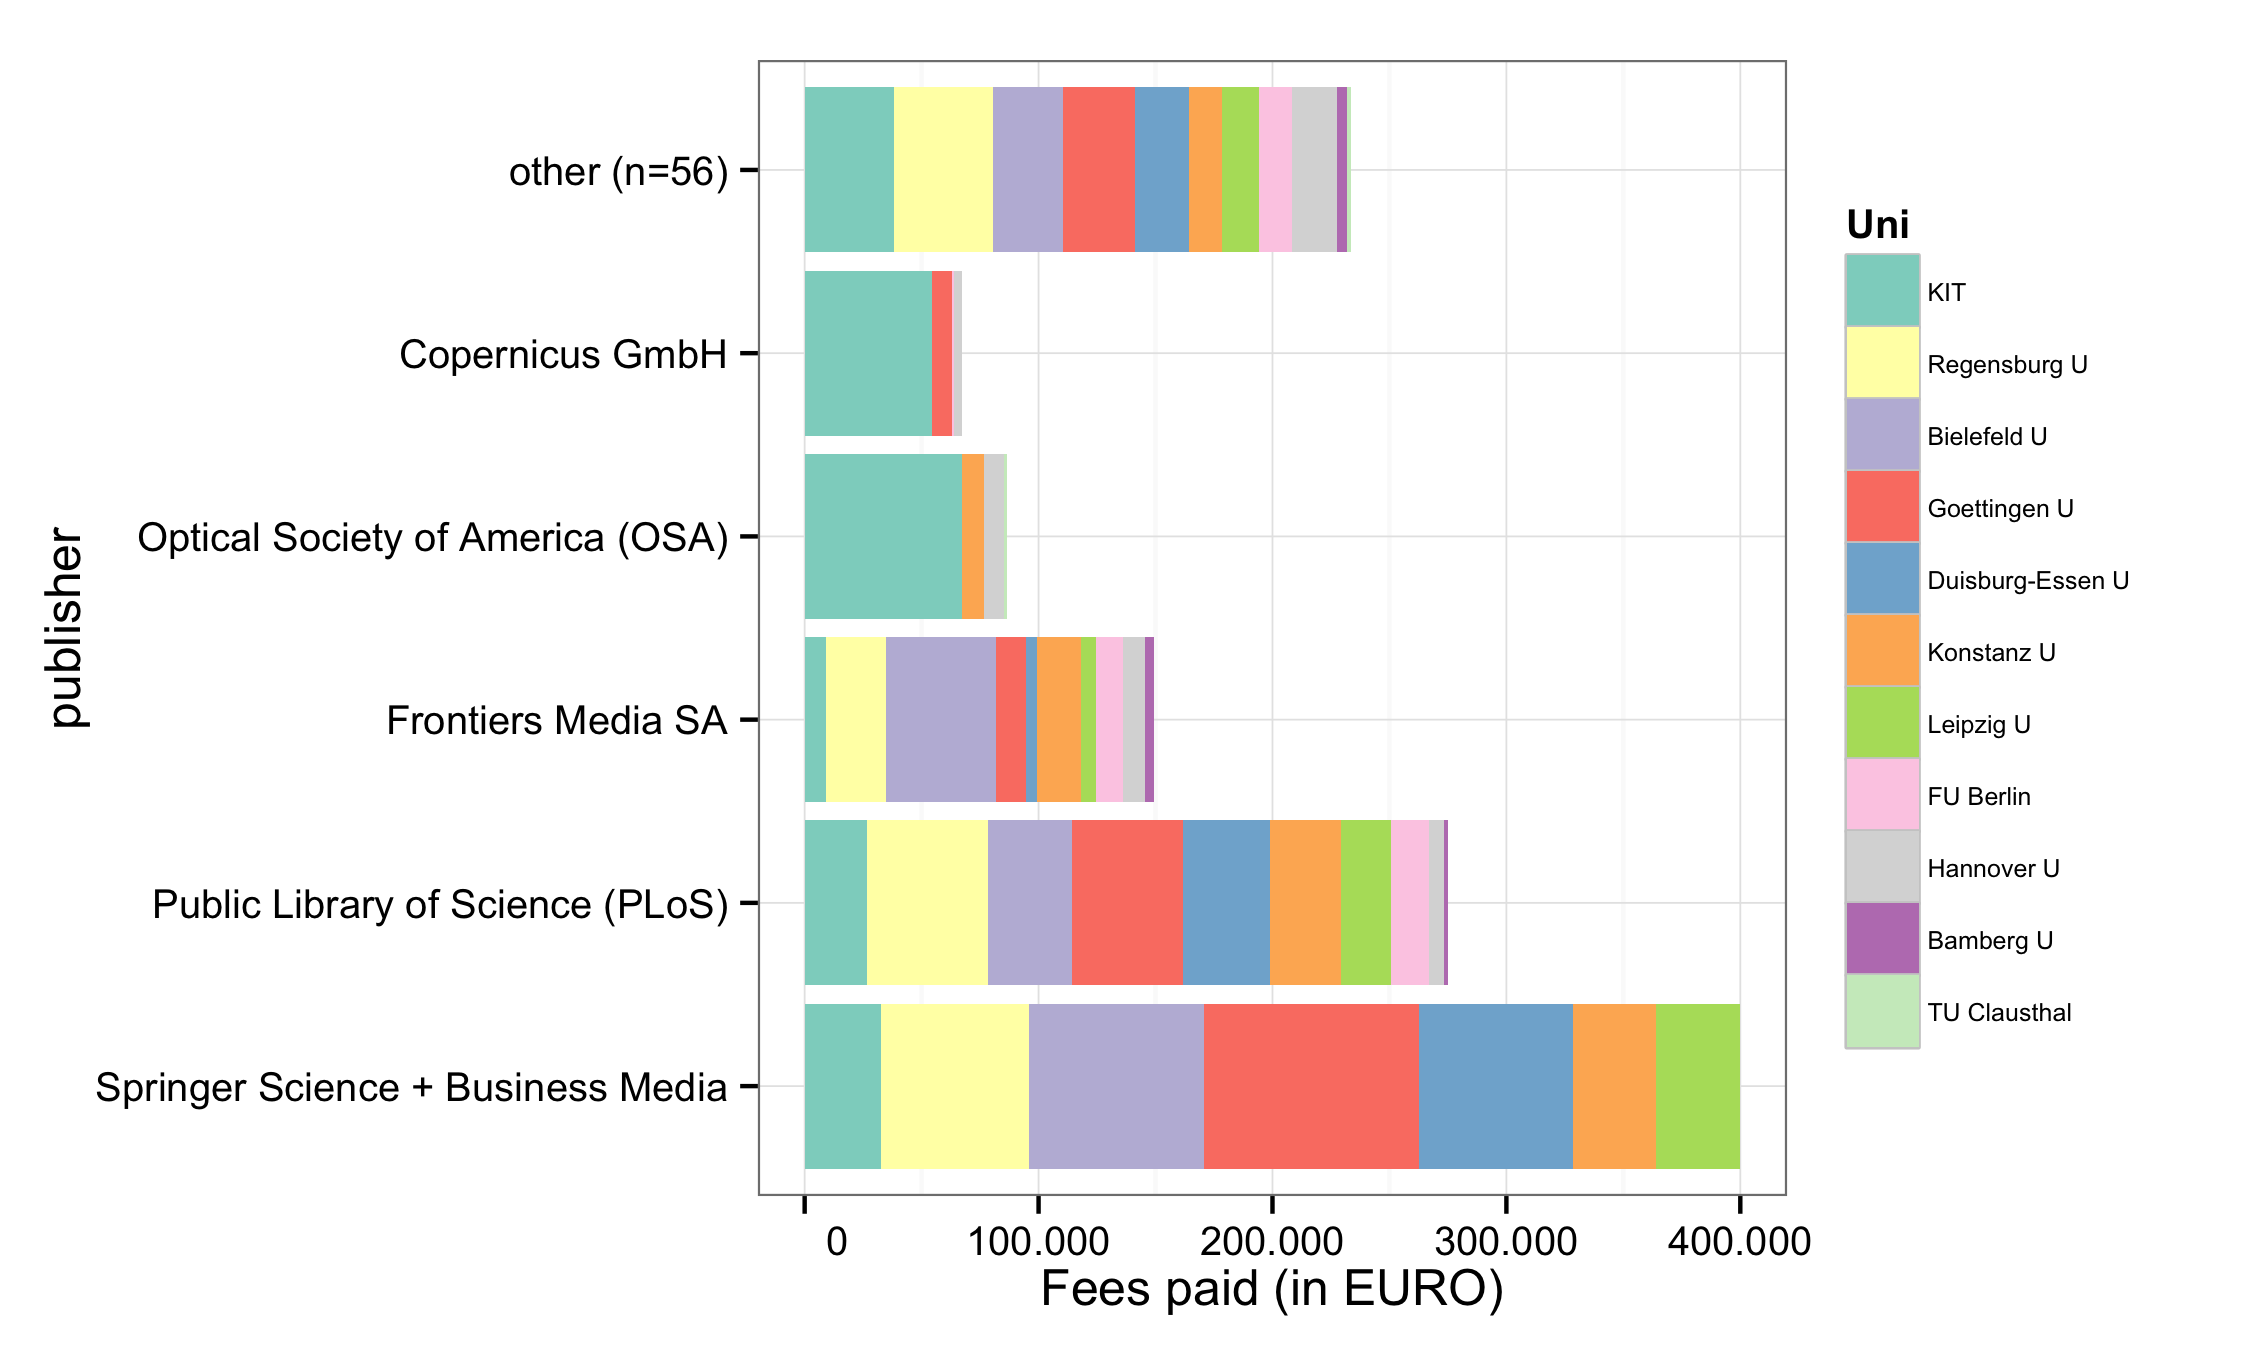 publisher
other (n=56)
Copernicus GmbH
Optical Society of America (OSA)
Frontiers Media SA
Public Library of Science (PLoS)
Springer Science + Business Media
0 100.000 200.000 300.000 400.000
Fees paid (in EURO)
Uni
KIT
Regensburg U
Bielefeld U
Goettingen U
Duisburg-Essen U
Konstanz U
Leipzig U
FU Berlin
Hannover U
Bamberg U
TU Clausthal